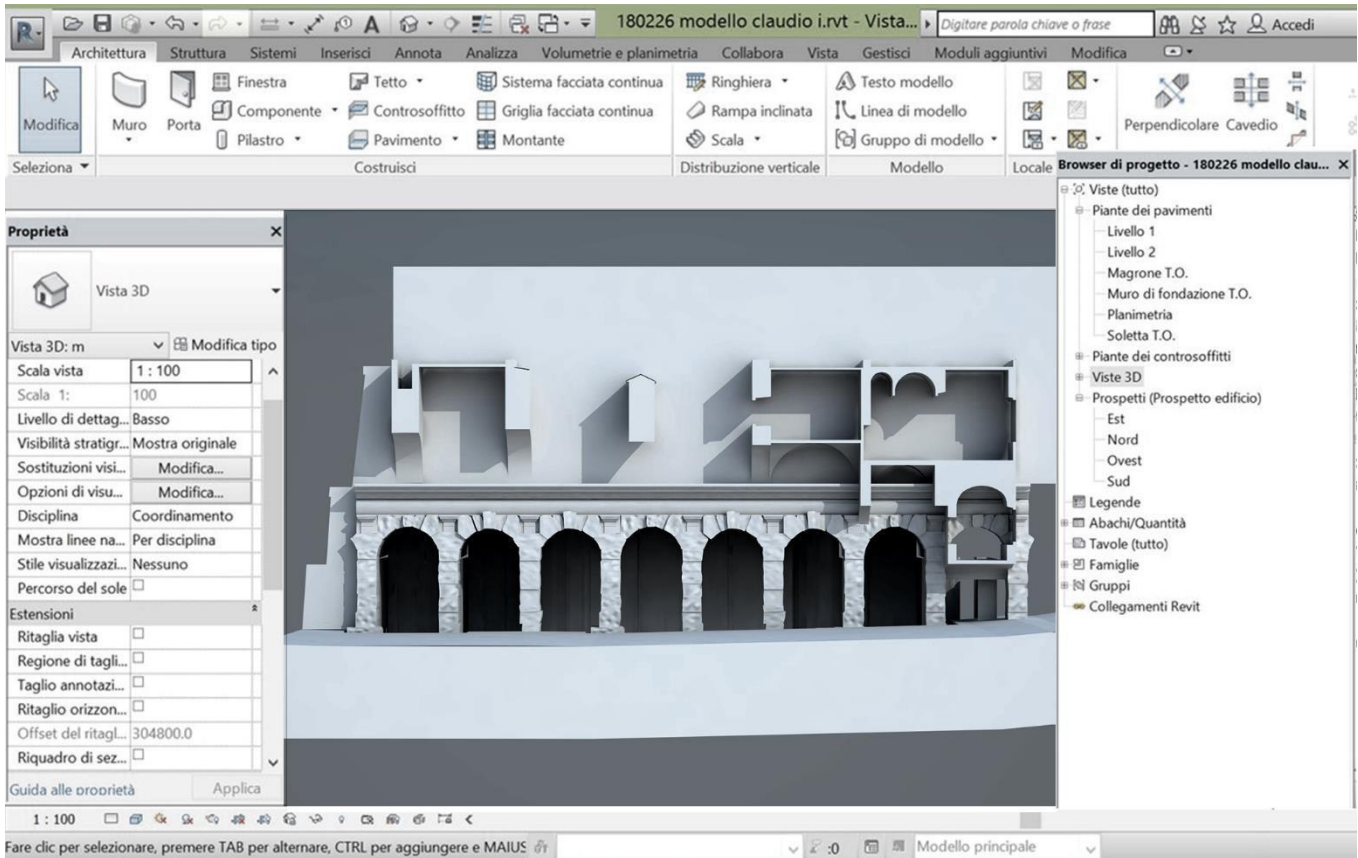 180226 modello claudio i.rvt - Vista...
Digitare parola chiave o frase
Accedi
Architettura Struttura Sistemi Inserisci Annota Analizza Volumetrie e planimetria Collabora Vista Gestisci Moduli aggiuntivi Modifica
Modifica
Muro
Porta
Finestra
Componente
Pilastro
Tetto
Controsoffitto
Pavimento
Sistema facciata continua
Griglia facciata continua
Montante
Ringhiera
Rampa inclinata
Scala
Testo modello
Linea di modello
Gruppo di modello
Perpendicolare
Cavedio
Seleziona
Costruisci
Distribuzione verticale
Modello
Locale
Proprietà
Vista 3D
Vista 3D: m
Modifica tipo
Scala vista 1 : 100
Scala 1: 100
Livello di dettag... Basso
Visibilità stratigr... Mostra originale
Sostituzioni visi... Modifica...
Opzioni di visu... Modifica...
Disciplina Coordinamento
Mostra linee na... Per disciplina
Stile visualizzazi... Nessuno
Percorso del sole
Estensioni
Ritaglia vista
Regione di tagli...
Taglio annotazi...
Ritaglio orizzon...
Offset del ritagl... 304800.0
Riquadro di sez...
Guida alle proprietà
Applica
Browser di progetto - 180226 modello clau...
Viste (tutto)
Piante dei pavimenti
Livello 1
Livello 2
Magrone T.O.
Muro di fondazione T.O.
Planimetria
Soletta T.O.
Piante dei controsoffitti
Viste 3D
Prospetti (Prospetto edificio)
Est
Nord
Ovest
Sud
Legende
Abachi/Quantità
Tavole (tutto)
Famiglie
Gruppi
Collegamenti Revit
1 : 100
Fare clic per selezionare, premere TAB per alternare, CTRL per aggiungere e MAIUS
:0
Modello principale